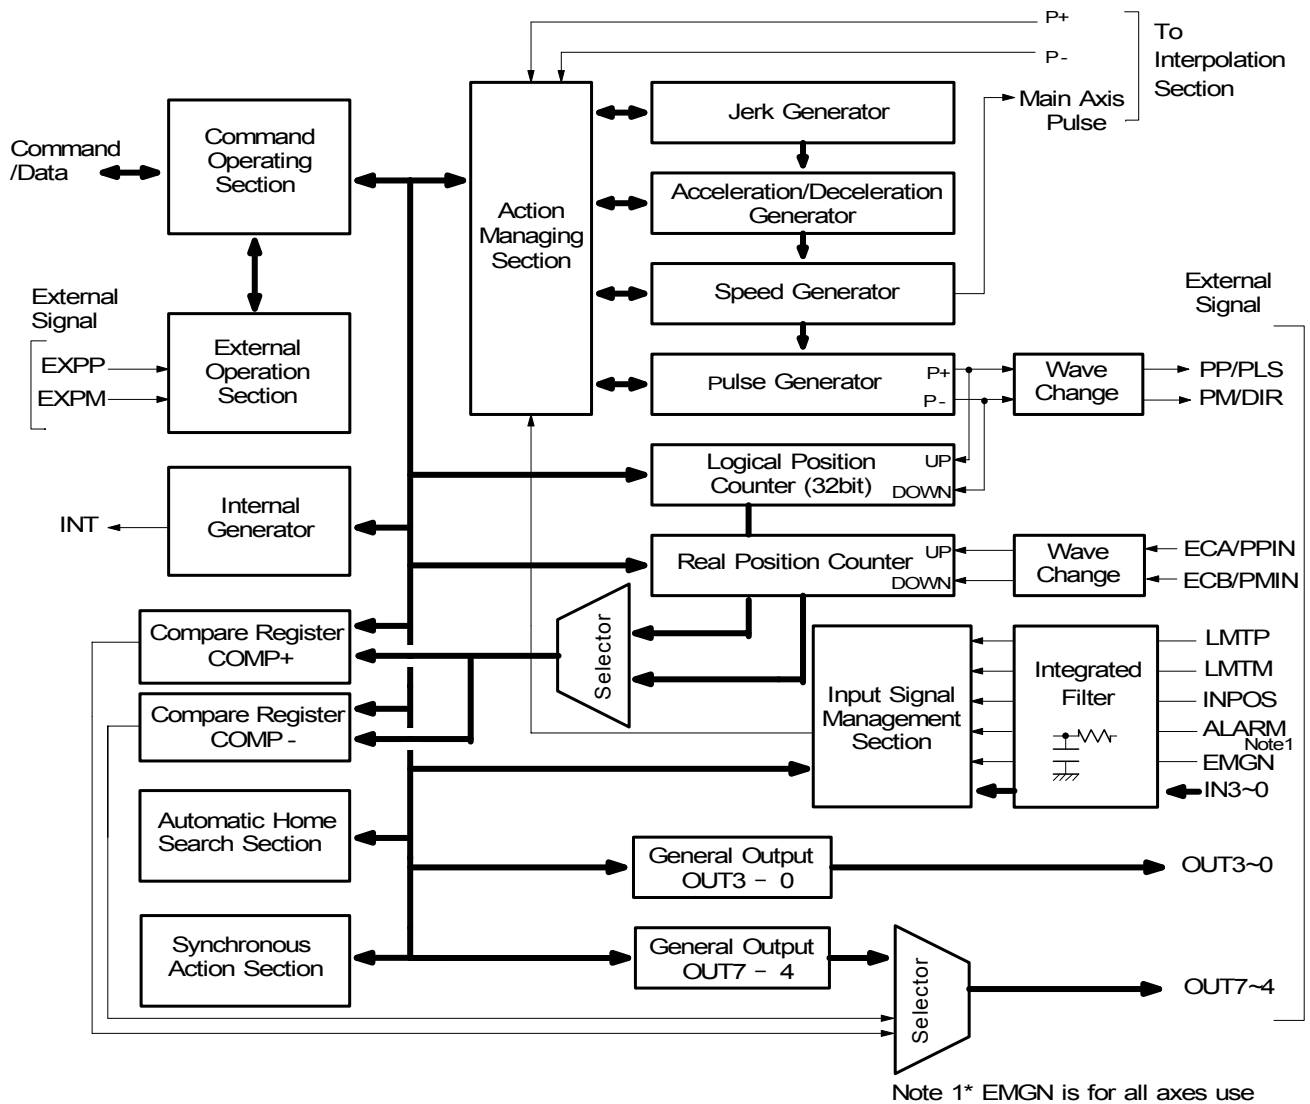 P+
P-
To
Interpolation
Section
Main Axis
Pulse
Command
/Data
Command
Operating
Section
Action
Managing
Section
Jerk Generator
Acceleration/Deceleration
Generator
Speed Generator
External
Signal
External
Signal
EXPP
EXPM
External
Operation
Section
Pulse Generator
P+
P-
Wave
Change
PP/PLS
PM/DIR
Logical Position
Counter (32bit)
UP
DOWN
INT
Internal
Generator
Real Position Counter
UP
DOWN
Wave
Change
ECA/PPIN
ECB/PMIN
Compare Register
COMP+
Selector
Compare Register
COMP-
Input Signal
Management
Section
Integrated
Filter
LMTP
LMTM
INPOS
ALARM
Note1
EMGN
IN3~0
Automatic Home
Search Section
General Output
OUT3 - 0
OUT3~0
Synchronous
Action Section
General Output
OUT7 - 4
Selector
OUT7~4
Note 1* EMGN is for all axes use